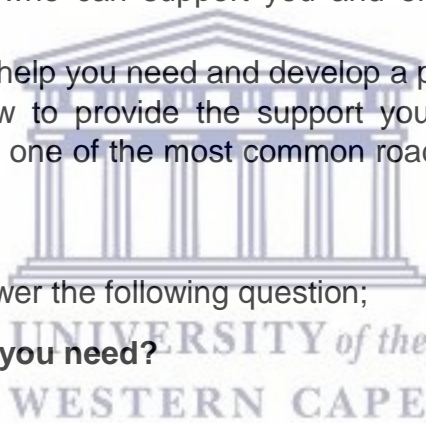 who can support you and
help you need and develop a
w to provide the support you
one of the most common road
wer the following question;
UNIVERSITY of the
you need?
WESTERN CAPE